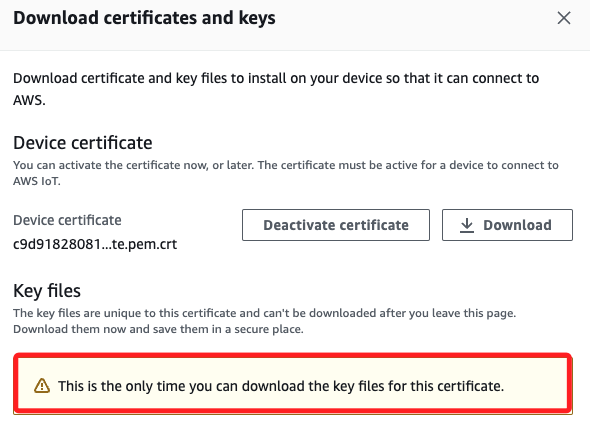 Download certificates and keys
Download certificate and key files to install on your device so that it can connect to
AWS.
Device certificate
You can activate the certificate now, or later. The certificate must be active for a device to connect to
AWS IoT.
Device certificate
c9d91828081...te.pem.crt
Deactivate certificate
Download
Key files
The key files are unique to this certificate and can't be downloaded after you leave this page.
Download them now and save them in a secure place.
This is the only time you can download the key files for this certificate.